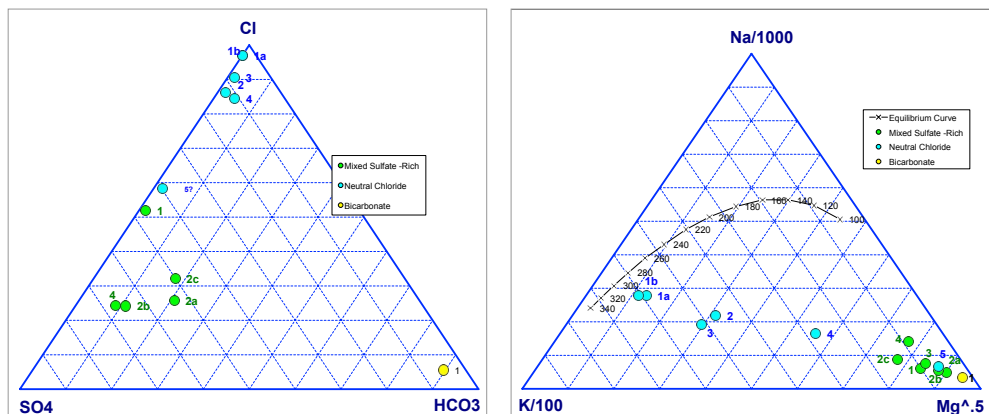 Cl
1b 1a
3
2
4
5?
1
2c
4
2b
2a
1
SO4
HCO3
Mixed Sulfate -Rich
Neutral Chloride
Bicarbonate
Na/1000
Equilibrium Curve
Mixed Sulfate -Rich
Neutral Chloride
Bicarbonate
180 160 140 120
200 100
220
240
260
280
300
320
340
1b
1a
2
3
4
4
2c
3
5
2a
1
2b
1
K/100
Mg^.5